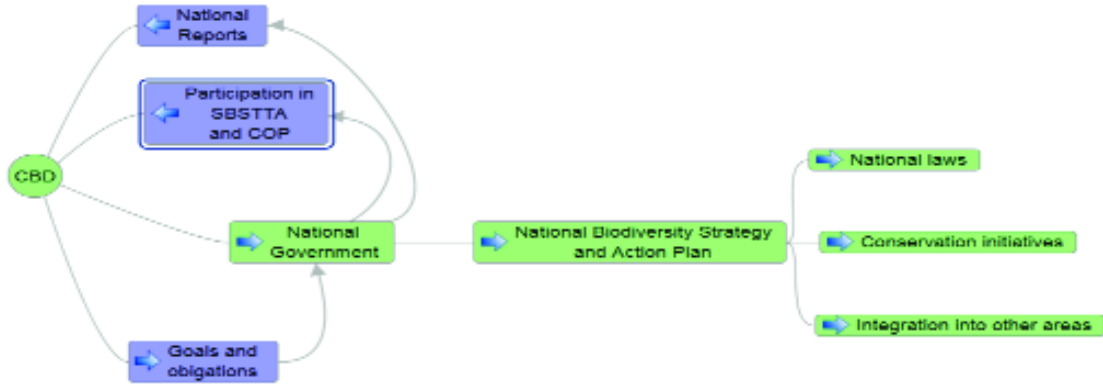 National
Reports
Participation in
SBSTTA
and COP
CBD
National
Government
National Biodiversity Strategy
and Action Plan
National laws
Conservation initiatives
Integration into other areas
Goals and
obigations